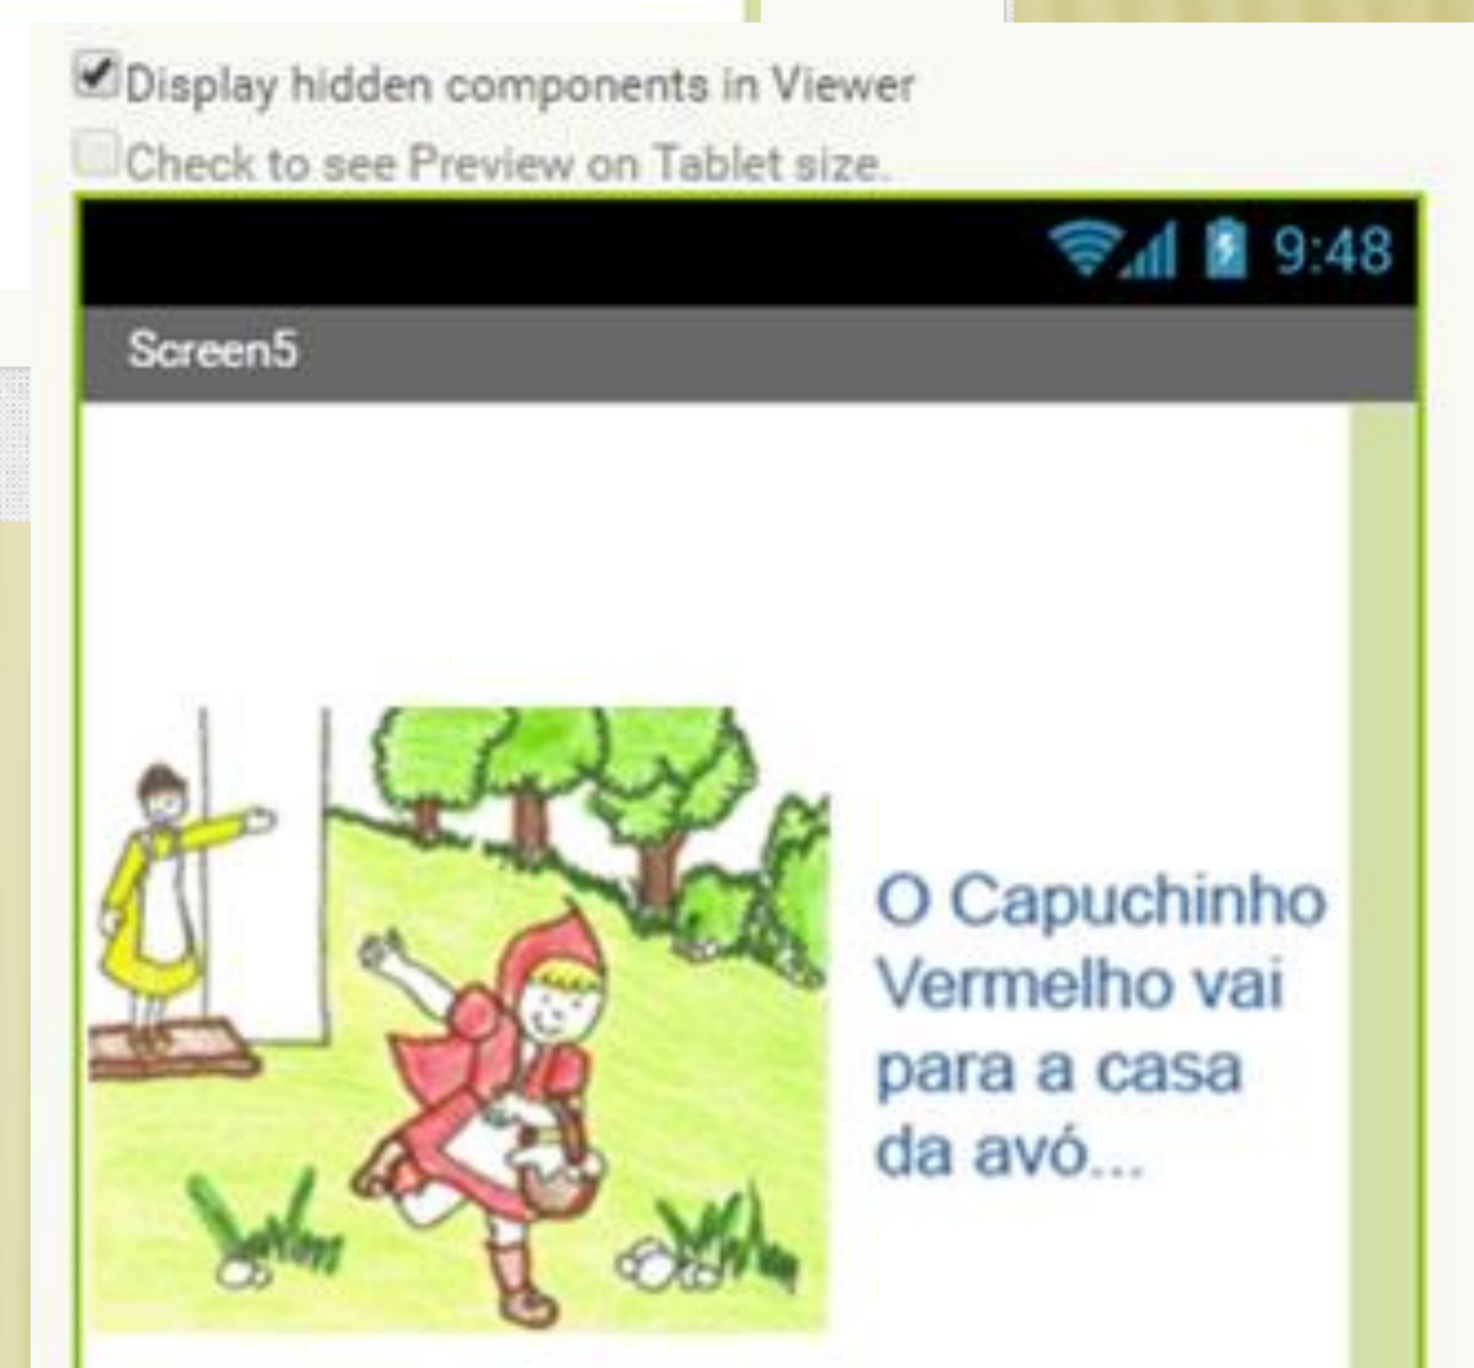 Display hidden components in Viewer
Check to see Preview on Tablet size.
9:48
Screen5
O Capuchinho
Vermelho vai
para a casa
da avó...